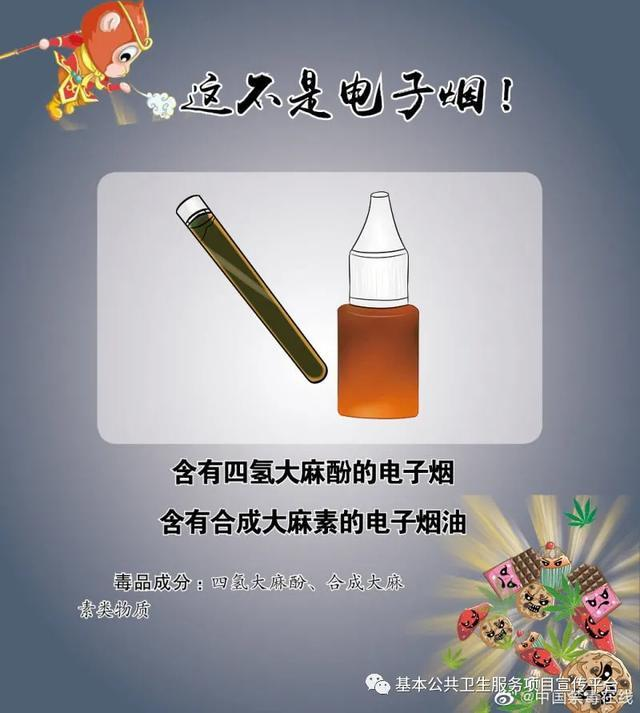 这不是电子烟！
含有四氢大麻酚的电子烟
含有合成大麻素的电子烟油
毒品成分：四氢大麻酚、合成大麻
素类物质
基本公共卫生服务项目宣传平台
@中国禁毒在线